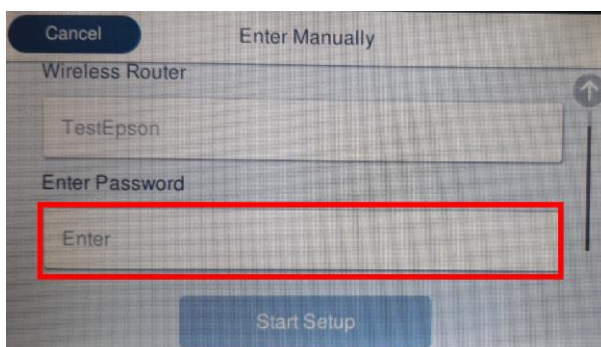 Cancel
Enter Manually
Wireless Router
TestEpson
Enter Password
Enter
Start Setup